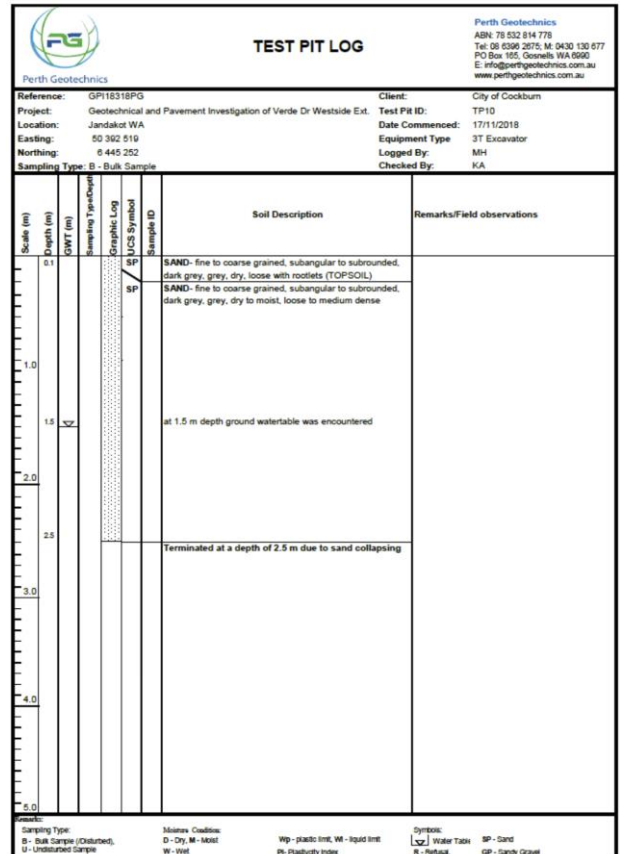 PG
Perth Geotechnics
TEST PIT LOG
Perth Geotechnics
ABN: 78 532 814 778
Tel: 08 6396 2675; M: 0430 130 677
PO Box 165, Gosnells WA 6990
E: info@perthgeotechnics.com.au
www.perthgeotechnics.com.au
Reference: GPI18318PG Client: City of Cockburn
Project: Geotechnical and Pavement Investigation of Verde Dr Westside Ext. Test Pit ID: TP10
Location: Jandakot WA Date Commenced: 17/11/2018
Easting: 50 392 519 Equipment Type 3T Excavator
Northing: 6 445 252 Logged By: MH
Sampling Type: B - Bulk Sample Checked By: KA
Scale (m) Depth (m) GWT (m) Sampling Type/Depth Graphic Log UCS Symbol Sample ID Soil Description Remarks/Field observations
0.1 SP SAND- fine to coarse grained, subangular to subrounded,
dark grey, grey, dry, loose with rootlets (TOPSOIL)
SP SAND- fine to coarse grained, subangular to subrounded,
dark grey, grey, dry to moist, loose to medium dense
1.0
1.5 at 1.5 m depth ground watertable was encountered
2.0
2.5
Terminated at a depth of 2.5 m due to sand collapsing
3.0
4.0
5.0
Remarks:
Sampling Type: Moisture Condition: Symbols:
B - Bulk Sample (/Disturbed), D - Dry, M - Moist Wp - plastic limit, Wl - liquid limit Water Table SP - Sand
U - Undisturbed Sample W - Wet PI- Plasticity Index R - Refusal GP - Sandy Gravel